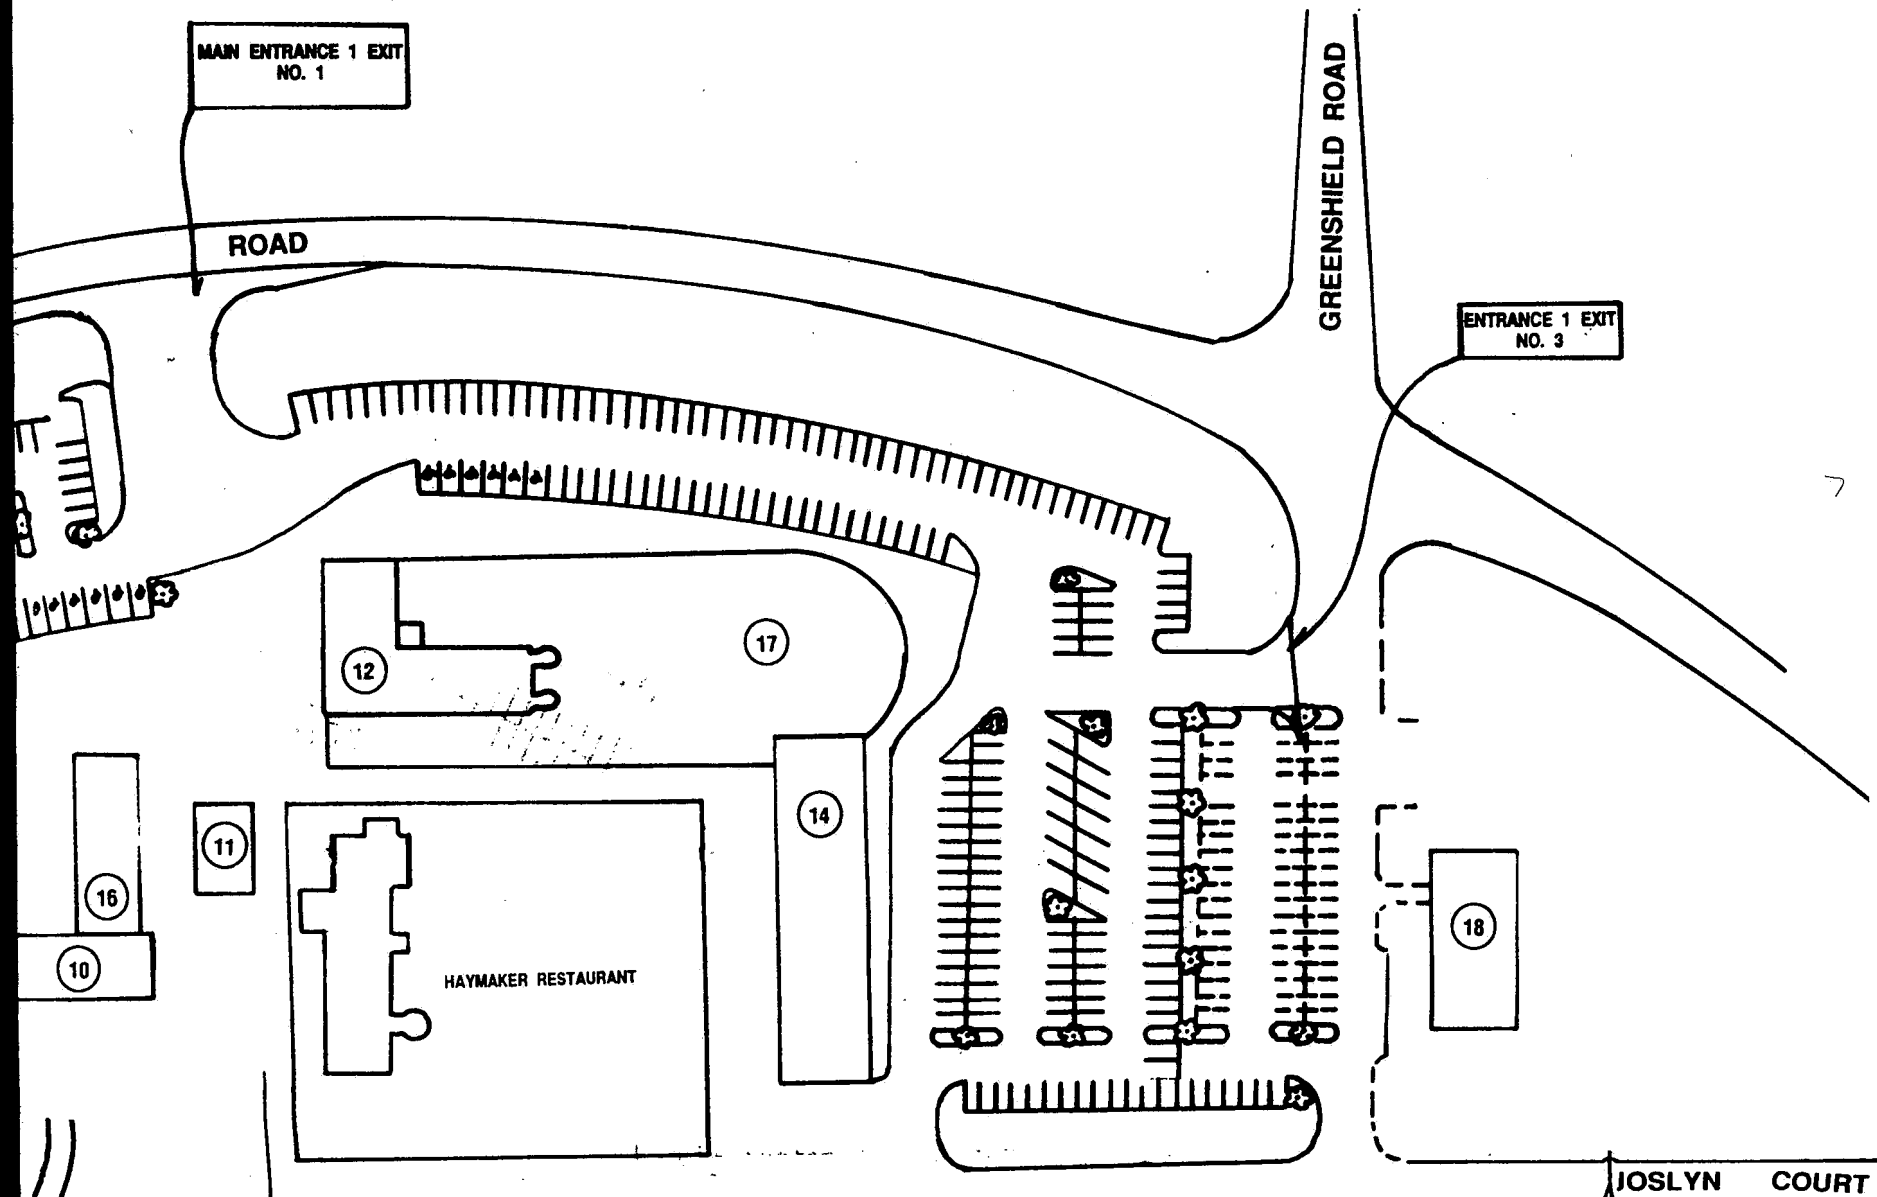 MAIN ENTRANCE 1 EXIT
NO. 1
ROAD
GREENSHIELD ROAD
ENTRANCE 1 EXIT
NO. 3
12
17
14
11
16
10
18
HAYMAKER RESTAURANT
JOSLYN COURT